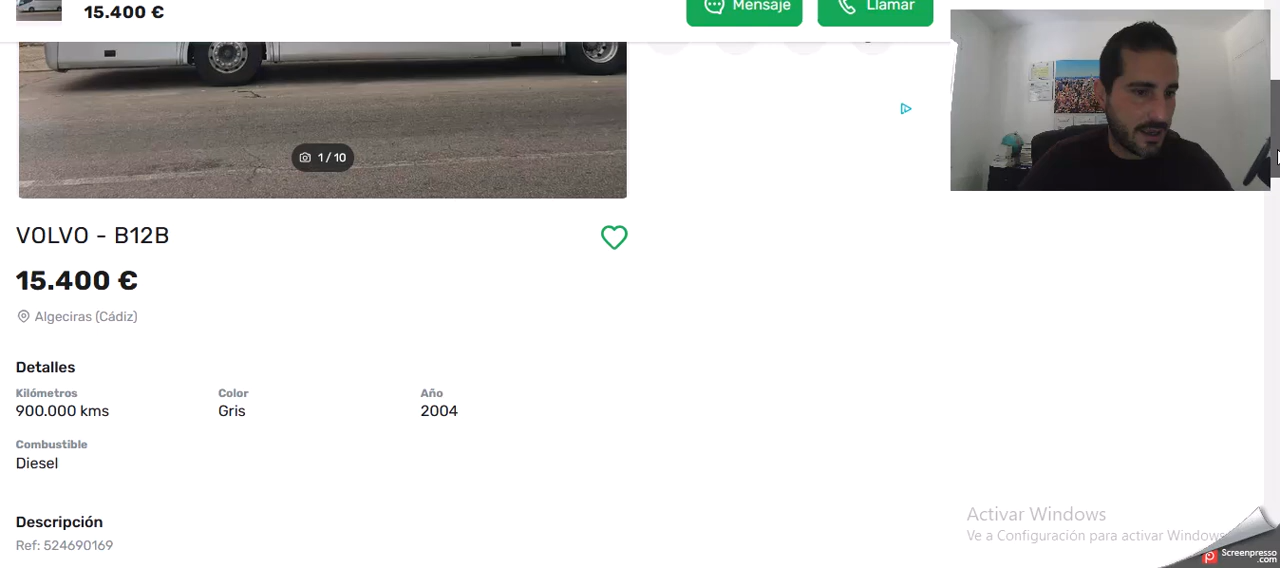 15.400 €
Mensaje
Llamar
1 / 10
VOLVO - B12B
15.400 €
Algeciras (Cádiz)
Detalles
Kilómetros
Color
Año
900.000 kms
Gris
2004
Combustible
Diesel
Descripción
Ref: 524690169
Activar Windows
Ve a Configuración para activar Windows
Screenpresso
.com